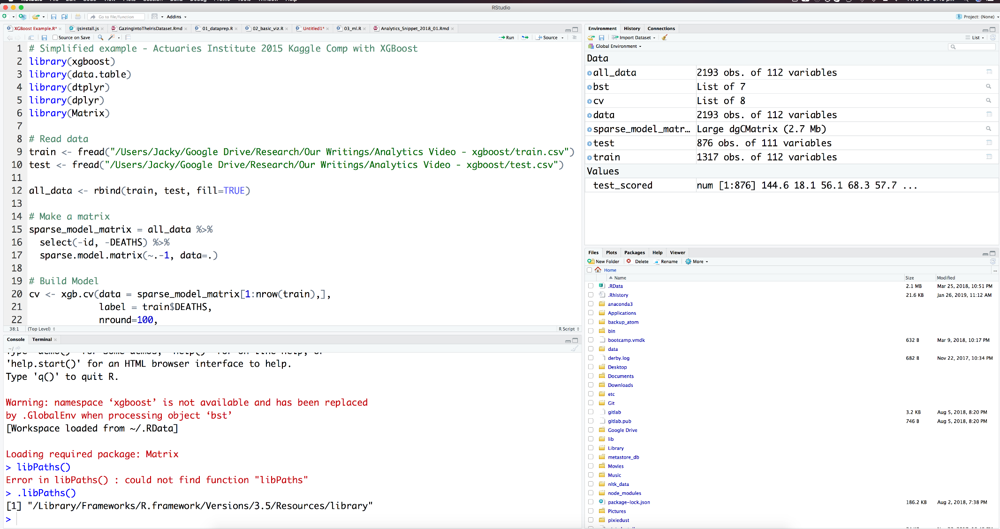 RStudio
Go to file/function
Addins
Project: (None)
XGBoost Example.R*
ijsinstall.js
GazingIntoTheIrisDataset.Rmd
01_dataprep.R
02_basic_viz.R
Untitled1*
03_ml.R
Analytics_Snippet_2018_01.Rmd
Source on Save
Run
Source
1 # Simplified example - Actuaries Institute 2015 Kaggle Comp with XGBoost
2 library(xgboost)
3 library(data.table)
4 library(dtplyr)
5 library(dplyr)
6 library(Matrix)
7
8 # Read data
9 train <- fread("/Users/Jacky/Google Drive/Research/Our Writings/Analytics Video - xgboost/train.csv")
10 test <- fread("/Users/Jacky/Google Drive/Research/Our Writings/Analytics Video - xgboost/test.csv")
11
12 all_data <- rbind(train, test, fill=TRUE)
13
14 # Make a matrix
15 sparse_model_matrix = all_data %>%
16 select(-id, -DEATHS) %>%
17 sparse.model.matrix(~.-1, data=.)
18
19 # Build Model
20 cv <- xgb.cv(data = sparse_model_matrix[1:nrow(train),],
21 label = train$DEATHS,
22 nround=100,
38:1 (Top Level) R Script
Console Terminal
~/
Type 'demo()' for some demos, 'help()' for on-line help, or
'help.start()' for an HTML browser interface to help.
Type 'q()' to quit R.
Warning: namespace ‘xgboost’ is not available and has been replaced
by .GlobalEnv when processing object ‘bst’
[Workspace loaded from ~/.RData]
Loading required package: Matrix
> libPaths()
Error in libPaths() : could not find function "libPaths"
> .libPaths()
[1] "/Library/Frameworks/R.framework/Versions/3.5/Resources/library"
>
Environment History Connections
Import Dataset
List
Global Environment
Data
all_data 2193 obs. of 112 variables
bst List of 7
cv List of 8
data 2193 obs. of 112 variables
sparse_model_matr... Large dgCMatrix (2.7 Mb)
test 876 obs. of 111 variables
train 1317 obs. of 112 variables
Values
test_scored num [1:876] 144.6 18.1 56.1 68.3 57.7 ...
Files Plots Packages Help Viewer
New Folder Delete Rename More
Home ...
Name Size Modified
.RData 2.1 MB Mar 25, 2018, 10:51 PM
.Rhistory 21.6 KB Jan 26, 2019, 11:12 AM
anaconda3
Applications
backup_atom
bin
bootcamp.vmdk 632 B Mar 9, 2018, 10:17 PM
data
derby.log 682 B Nov 22, 2017, 10:34 PM
Desktop
Documents
Downloads
etc
Git
gitlab 3.2 KB Aug 5, 2018, 8:20 PM
gitlab.pub 746 B Aug 5, 2018, 8:20 PM
Google Drive
lib
Library
metastore_db
Movies
Music
nltk_data
node_modules
package-lock.json 186.2 KB Aug 2, 2018, 7:38 PM
Pictures
pixiedust